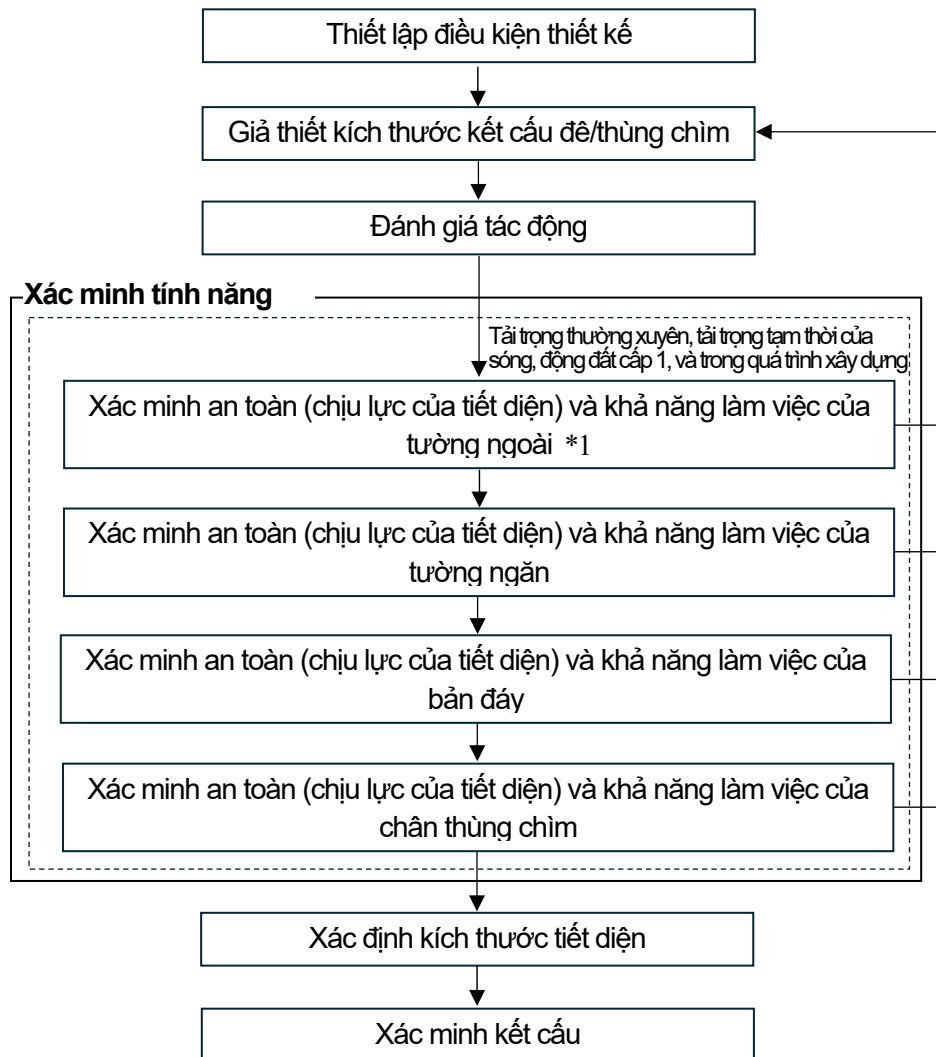 Thiết lập điều kiện thiết kế
Giả thiết kích thước kết cấu đê/thùng chìm
Đánh giá tác động
Xác minh tính năng
Tải trọng thường xuyên, tải trọng tạm thời của
sóng, động đất cấp 1, và trong quá trình xây dựng
Xác minh an toàn (chịu lực của tiết diện) và khả năng làm việc của
tường ngoài *1
Xác minh an toàn (chịu lực của tiết diện) và khả năng làm việc của
tường ngăn
Xác minh an toàn (chịu lực của tiết diện) và khả năng làm việc của
bản đáy
Xác minh an toàn (chịu lực của tiết diện) và khả năng làm việc của
chân thùng chìm
Xác định kích thước tiết diện
Xác minh kết cấu